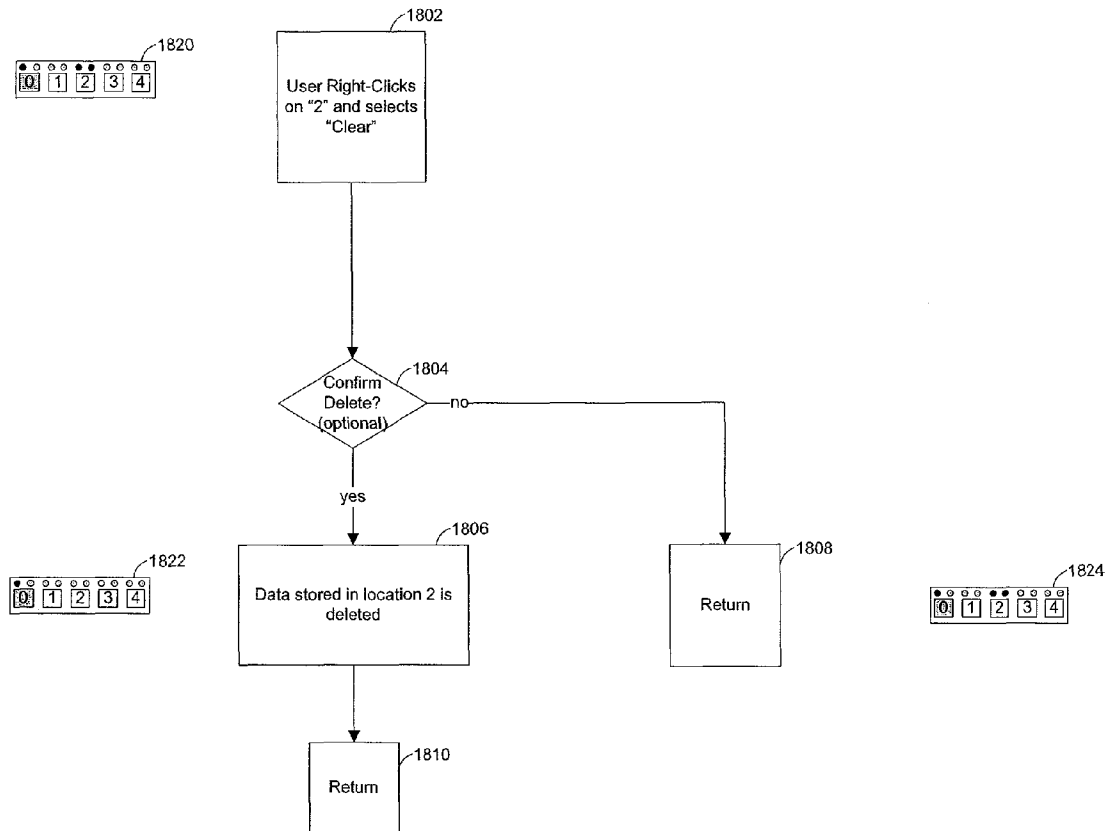 1802
1820
0 1 2 3 4
User Right-Clicks
on “2” and selects
“Clear”
1804
Confirm
Delete?
(optional)
no
yes
1806
1808
1822
0 1 2 3 4
Data stored in location 2 is
deleted
Return
1824
0 1 2 3 4
1810
Return